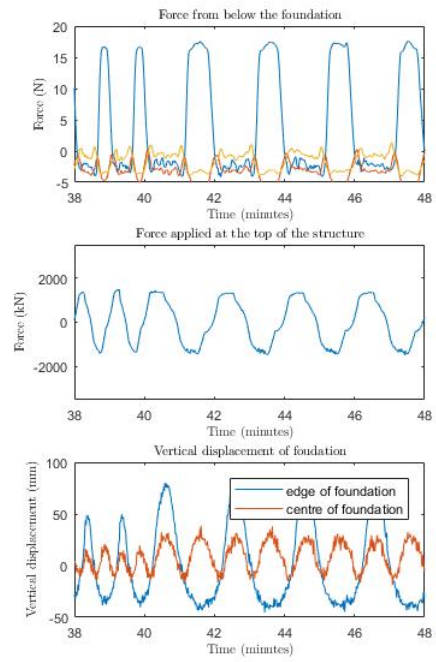 Force from below the foundation
20
15
10
5
0
-5
Force (N)
38 40 42 44 46 48
Time (minutes)
Force applied at the top of the structure
2000
0
-2000
Force (kN)
38 40 42 44 46 48
Time (minutes)
Vertical displacement of foudation
100
50
0
-50
Vertical displacement (mm)
edge of foundation
centre of foundation
38 40 42 44 46 48
Time (minutes)